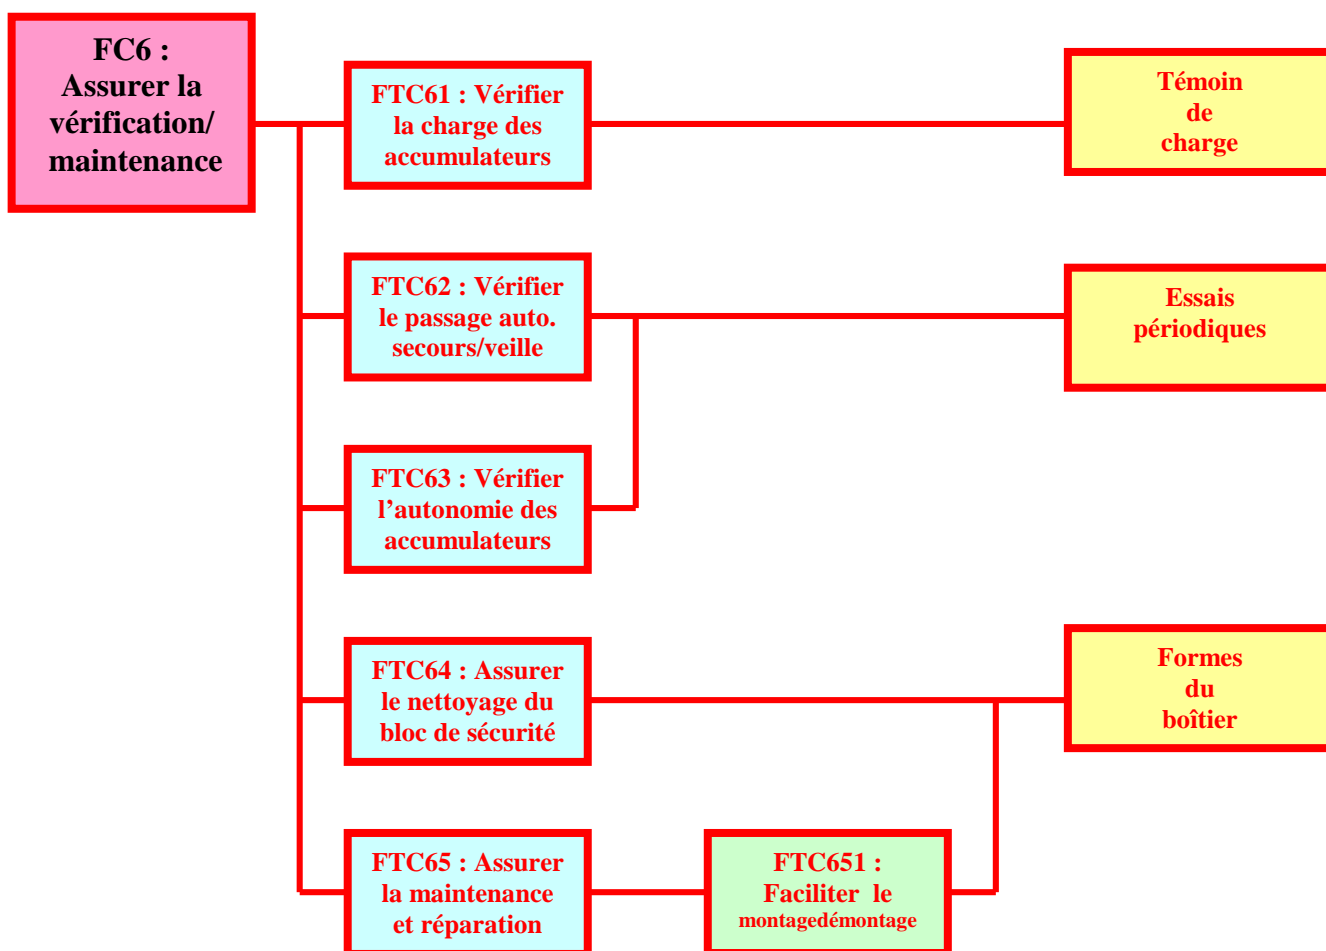 FC6 :
Assurer la
vérification/
maintenance
FTC61 : Vérifier
la charge des
accumulateurs
Témoin
de
charge
FTC62 : Vérifier
le passage auto.
secours/veille
Essais
périodiques
FTC63 : Vérifier
l’autonomie des
accumulateurs
FTC64 : Assurer
le nettoyage du
bloc de sécurité
Formes
du
boîtier
FTC65 : Assurer
la maintenance
et réparation
FTC651 :
Faciliter le
montagedémontage